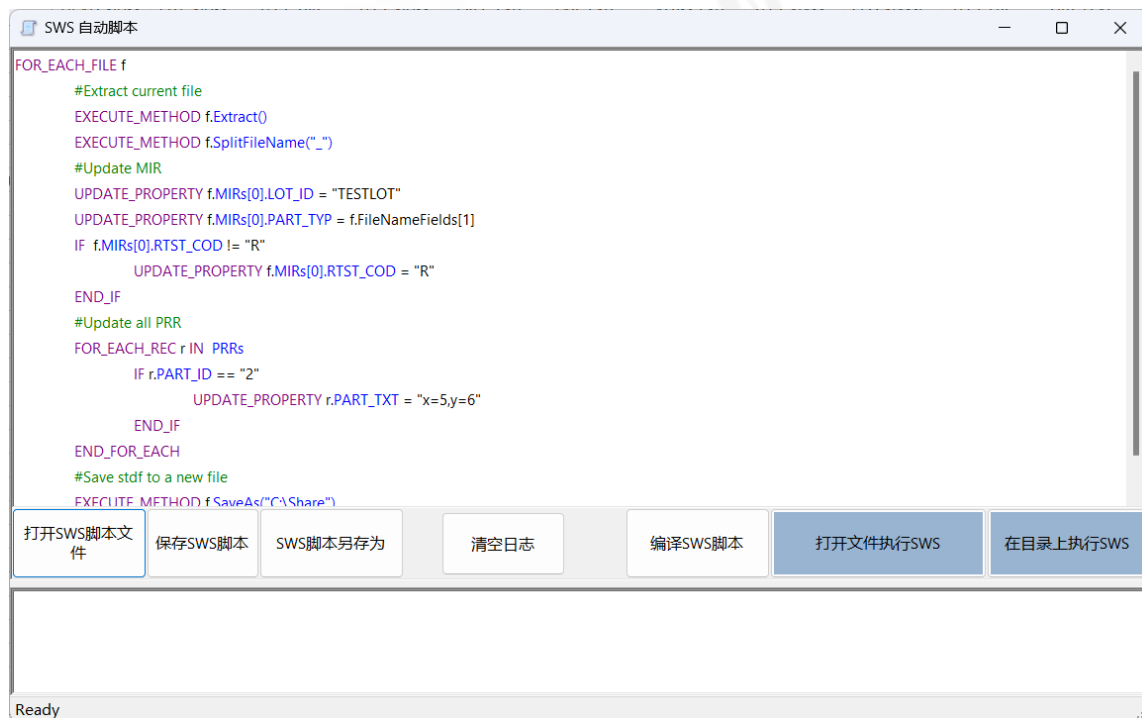 SWS 自动脚本
FOR_EACH_FILE f
#Extract current file
EXECUTE_METHOD f.Extract()
EXECUTE_METHOD f.SplitFileName("_")
#Update MIR
UPDATE_PROPERTY f.MIRs[0].LOT_ID = "TESTLOT"
UPDATE_PROPERTY f.MIRs[0].PART_TYP = f.FileNameFields[1]
IF  f.MIRs[0].RTST_COD != "R"
UPDATE_PROPERTY f.MIRs[0].RTST_COD = "R"
END_IF
#Update all PRR
FOR_EACH_REC r IN  PRRs
IF r.PART_ID == "2"
UPDATE_PROPERTY r.PART_TXT = "x=5,y=6"
END_IF
END_FOR_EACH
#Save stdf to a new file
EXECUTE_METHOD f.SaveAs("C:\Share")
打开SWS脚本文
件
保存SWS脚本
SWS脚本另存为
清空日志
编译SWS脚本
打开文件执行SWS
在目录上执行SWS
Ready